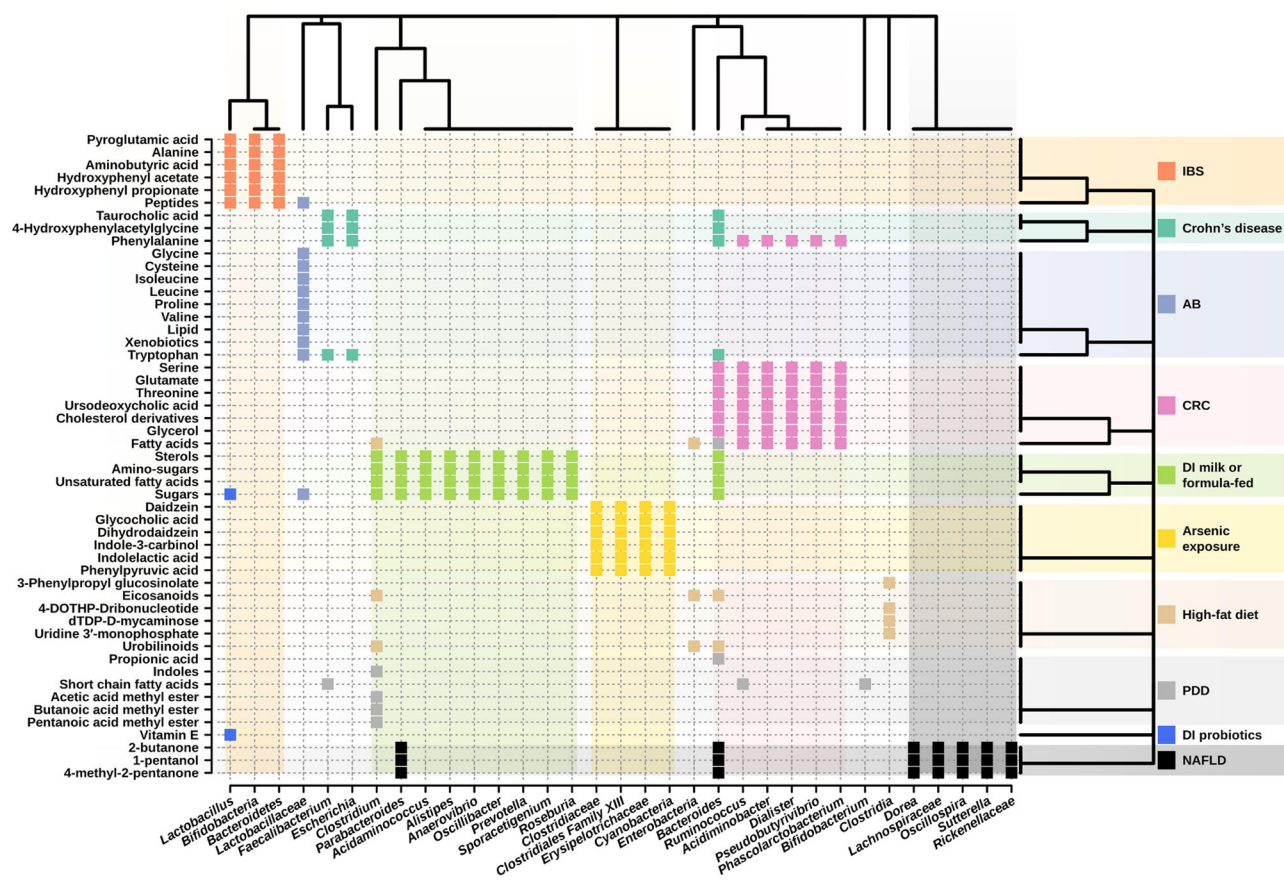 Pyroglutamic acid
Alanine
Aminobutyric acid
Hydroxyphenyl acetate
Hydroxyphenyl propionate
Peptides
Taurocholic acid
4-Hydroxyphenylacetylglycine
Phenylalanine
Glycine
Cysteine
Isoleucine
Leucine
Proline
Valine
Lipid
Xenobiotics
Tryptophan
Serine
Glutamate
Threonine
Ursodeoxycholic acid
Cholesterol derivatives
Glycerol
Fatty acids
Sterols
Amino-sugars
Unsaturated fatty acids
Sugars
Daidzein
Glycocholic acid
Dihydrodaidzein
Indole-3-carbinol
Indolelactic acid
Phenylpyruvic acid
3-Phenylpropyl glucosinolate
Eicosanoids
4-DOTHP-Dribonucleotide
dTDP-D-mycaminose
Uridine 3′-monophosphate
Urobilinoids
Propionic acid
Indoles
Short chain fatty acids
Acetic acid methyl ester
Butanoic acid methyl ester
Pentanoic acid methyl ester
Vitamin E
2-butanone
1-pentanol
4-methyl-2-pentanone
IBS
Crohn's disease
AB
CRC
DI milk or
formula-fed
Arsenic
exposure
High-fat diet
PDD
DI probiotics
NAFLD
Lactobacillus
Bifidobacteria
Bacteroidetes
Lactobacillaceae
Faecalibacterium
Escherichia
Clostridium
Parabacteroides
Acidaminococcus
Alistipes
Anaerovibrio
Oscillibacter
Prevotella
Sporacetigenium
Roseburia
Clostridiaceae
Clostridiales Family XIII
Erysipelotrichaceae
Cyanobacteria
Enterobacteria
Bacteroides
Ruminococcus
Acidiminobacter
Dialister
Pseudobutyrivibrio
Phascolarctobacterium
Bifidobacterium
Clostridia
Dorea
Lachnospiraceae
Oscillospira
Sutterella
Rickenellaceae